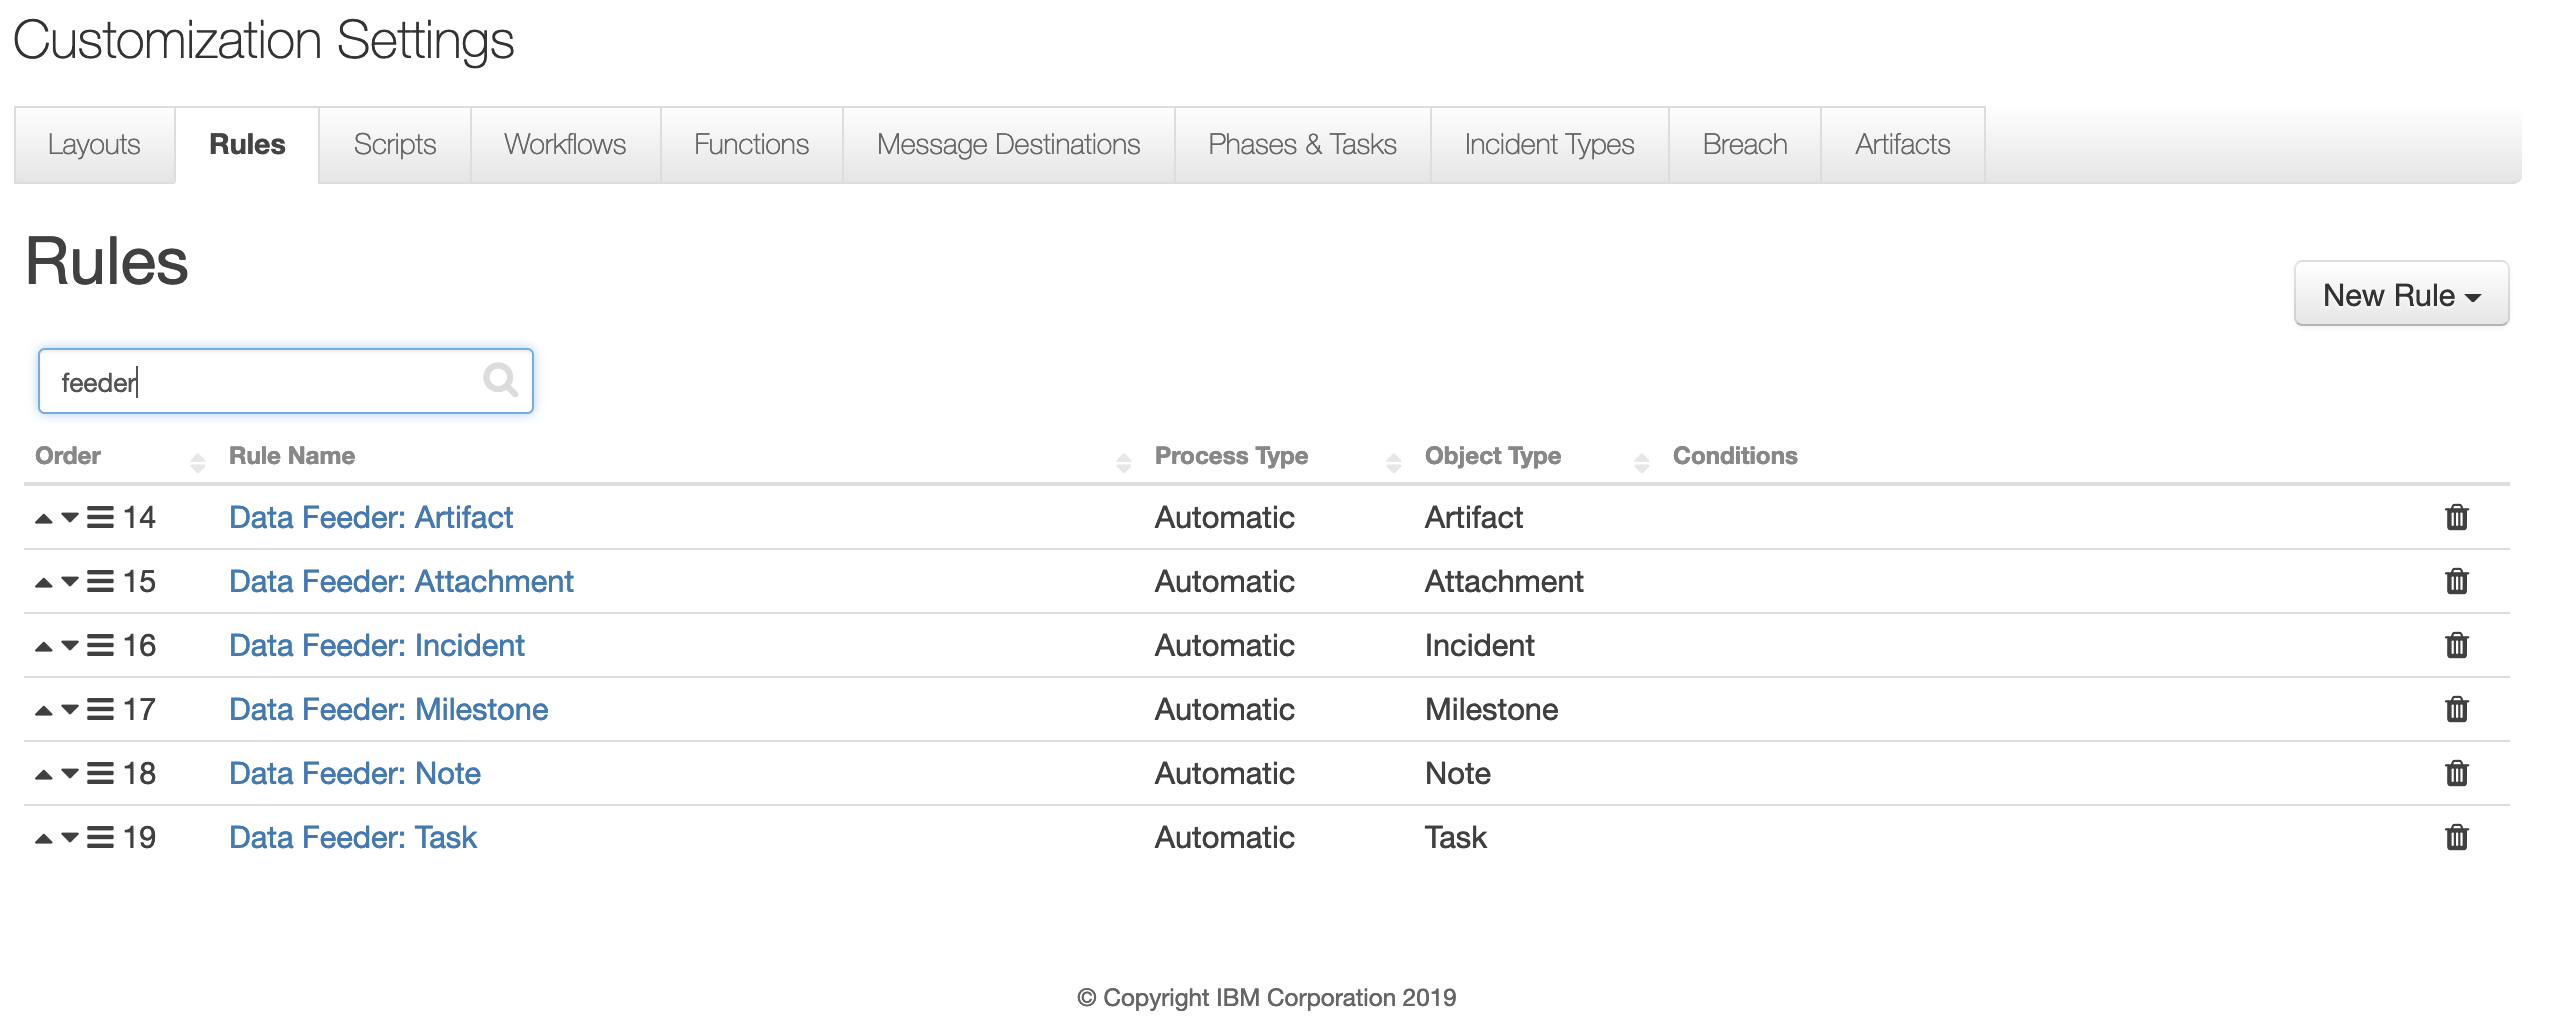 Customization Settings
Layouts Rules Scripts Workflows Functions Message Destinations Phases & Tasks Incident Types Breach Artifacts
Rules
New Rule
feeder
Order Rule Name Process Type Object Type Conditions
14 Data Feeder: Artifact Automatic Artifact
15 Data Feeder: Attachment Automatic Attachment
16 Data Feeder: Incident Automatic Incident
17 Data Feeder: Milestone Automatic Milestone
18 Data Feeder: Note Automatic Note
19 Data Feeder: Task Automatic Task
© Copyright IBM Corporation 2019